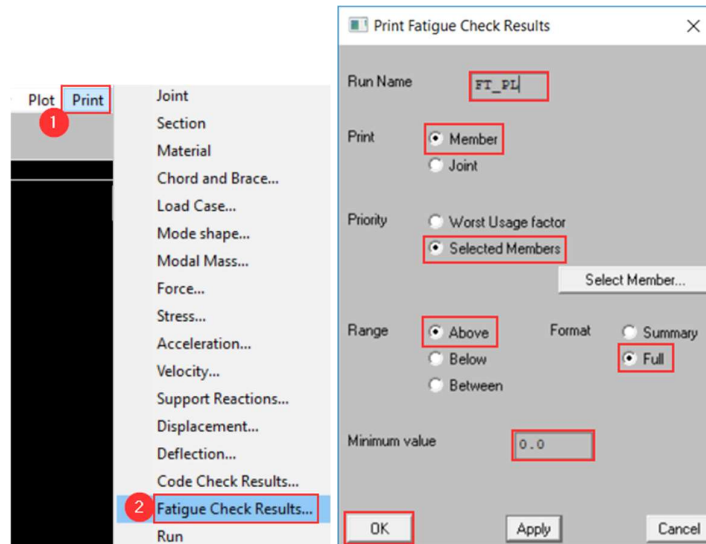 Plot Print
1
Joint
Section
Material
Chord and Brace...
Load Case...
Mode shape...
Modal Mass...
Force...
Stress...
Acceleration...
Velocity...
Support Reactions...
Displacement...
Deflection...
Code Check Results...
2 Fatigue Check Results...
Run
Print Fatigue Check Results
Run Name FT_PL
Print Member
Joint
Priority Worst Usage factor
Selected Members
Select Member...
Range Above Format Summary
Below Full
Between
Minimum value 0.0
OK Apply Cancel